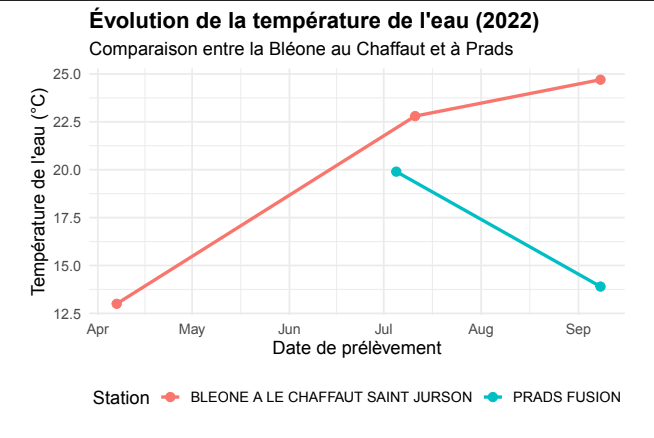 Évolution de la température de l'eau (2022)
Comparaison entre la Bléone au Chaffaut et à Prads
Température de l'eau (°C)
25.0
22.5
20.0
17.5
15.0
12.5
Apr May Jun Jul Aug Sep
Date de prélèvement
Station BLEONE A LE CHAFFAUT SAINT JURSON PRADS FUSION